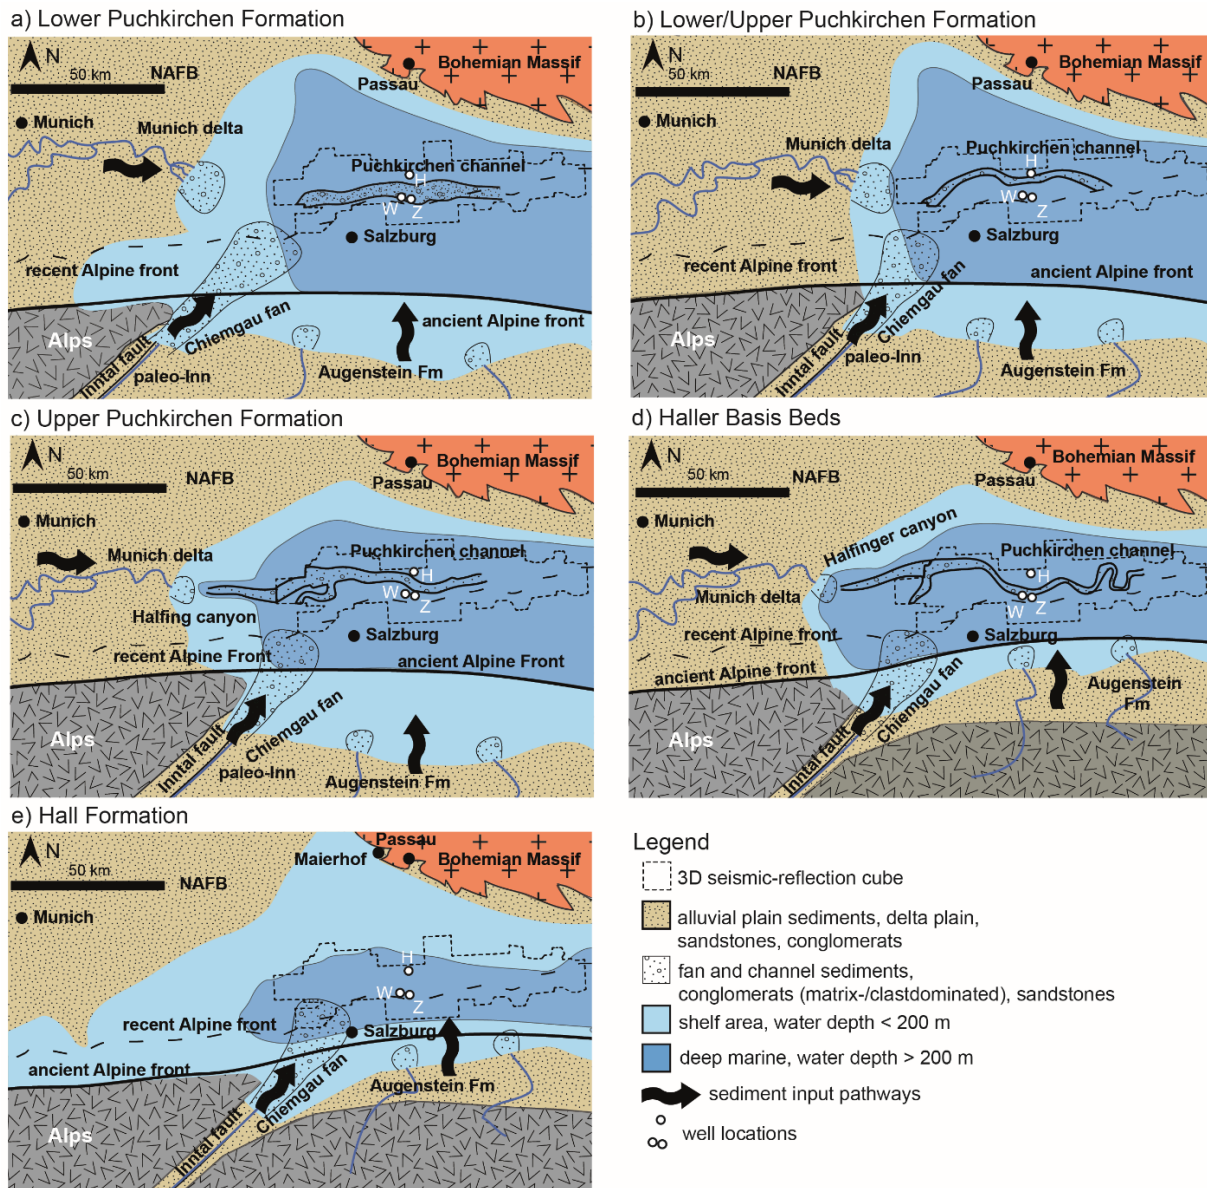 a) Lower Puchkirchen Formation
N
50 km
NAFB
Bohemian Massif
Passau
Munich
Munich delta
Puchkirchen channel
H
W
Z
Salzburg
recent Alpine front
ancient Alpine front
Alps
Chiemgau fan
Inntal fault
paleo-Inn
Augenstein Fm
b) Lower/Upper Puchkirchen Formation
N
50 km
NAFB
Bohemian Massif
Passau
Munich
Munich delta
Puchkirchen channel
H
W
Z
Salzburg
recent Alpine front
ancient Alpine front
Alps
Chiemgau fan
Inntal fault
paleo-Inn
Augenstein Fm
c) Upper Puchkirchen Formation
N
50 km
NAFB
Bohemian Massif
Passau
Munich
Munich delta
Puchkirchen channel
H
W
Z
Halfing canyon
Salzburg
recent Alpine Front
ancient Alpine Front
Alps
Chiemgau fan
Inntal fault
paleo-Inn
Augenstein Fm
d) Haller Basis Beds
N
50 km
NAFB
Bohemian Massif
Passau
Munich
Halfinger canyon
Puchkirchen channel
H
Munich delta
W
Z
recent Alpine front
Salzburg
ancient Alpine front
Alps
Chiemgau fan
Inntal fault
Augenstein
Fm
e) Hall Formation
N
50 km
NAFB
Passau
Maierhof
Bohemian Massif
Munich
H
W
Z
recent Alpine front
Salzburg
ancient Alpine front
Alps
Chiemgau fan
Inntal fault
Augenstein Fm
Legend
3D seismic-reflection cube
alluvial plain sediments, delta plain,
sandstones, conglomerats
fan and channel sediments,
conglomerats (matrix-/clastdominated), sandstones
shelf area, water depth < 200 m
deep marine, water depth > 200 m
sediment input pathways
well locations